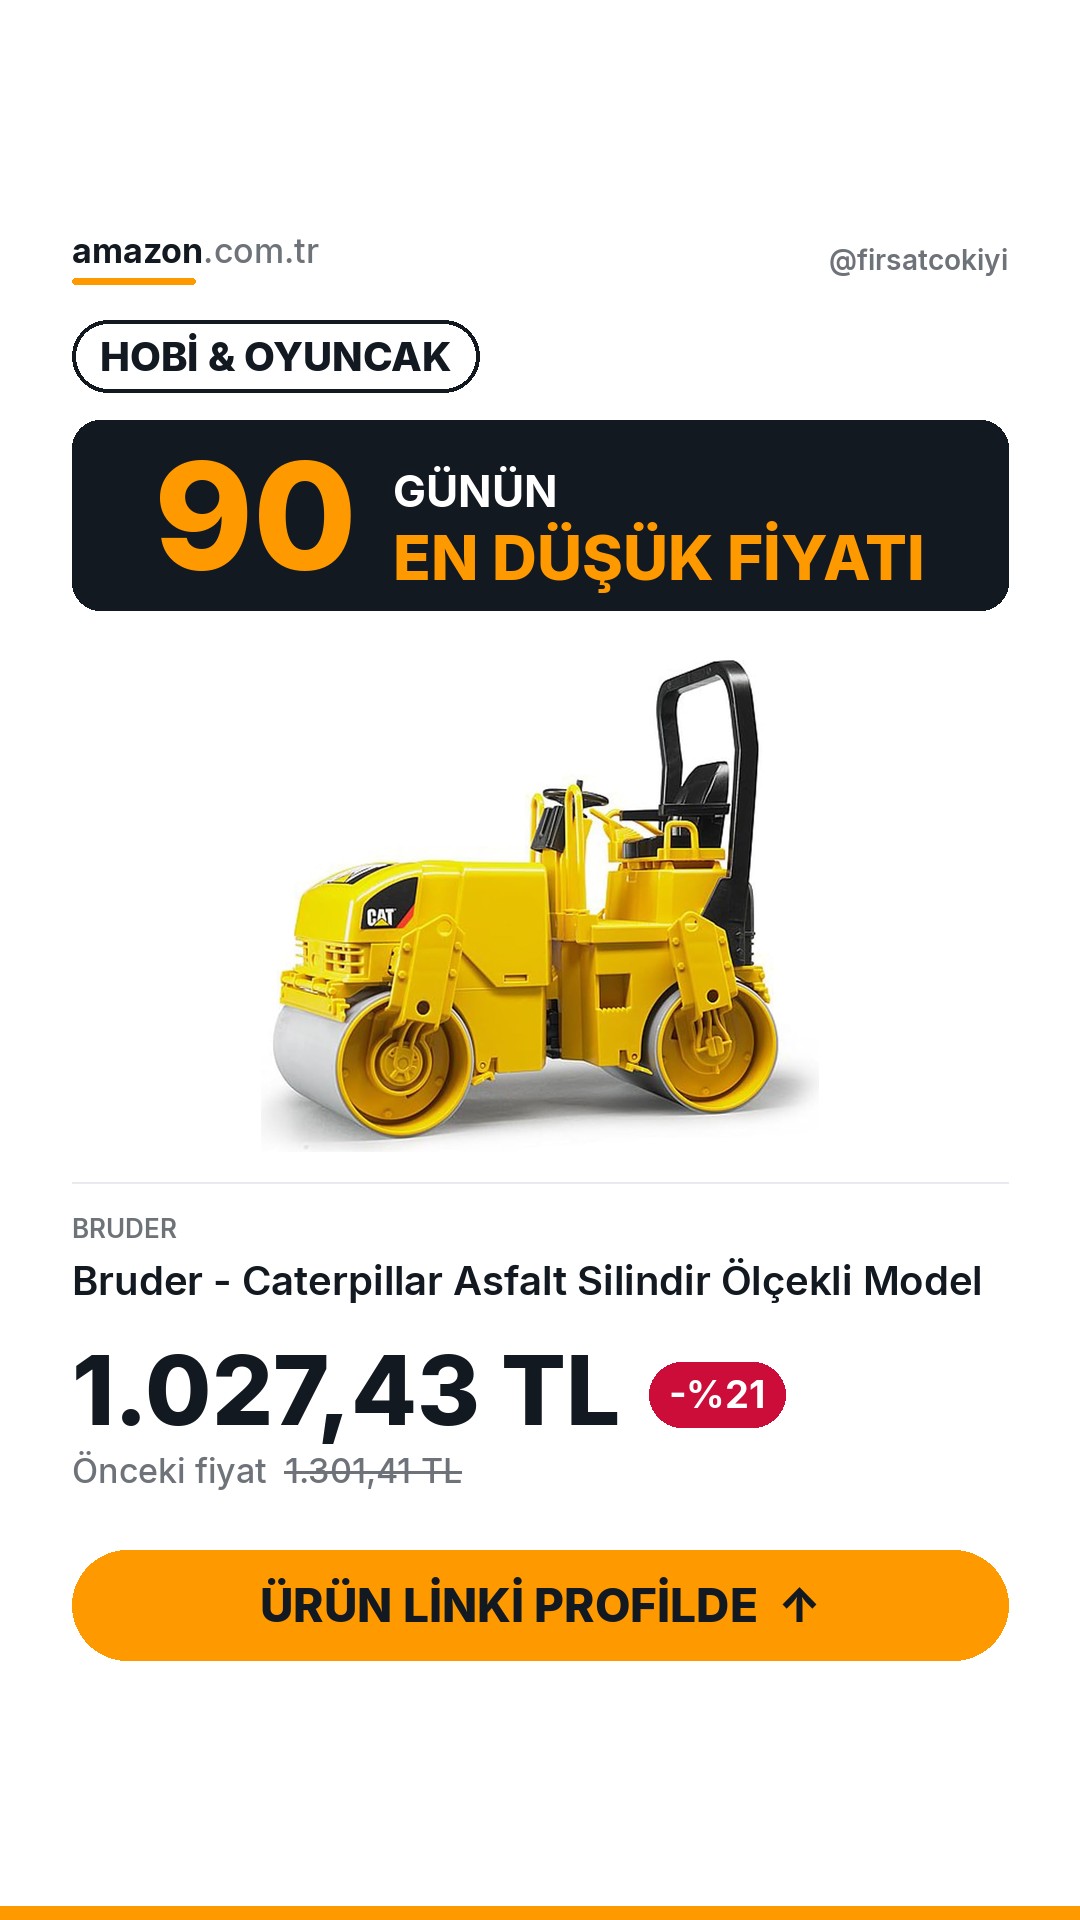 amazon.com.tr
@firsatcokiyi
HOBİ & OYUNCAK
90 GÜNÜN
EN DÜŞÜK FİYATI
CAT
BRUDER
Bruder - Caterpillar Asfalt Silindir Ölçekli Model
1.027,43 TL -%21
Önceki fiyat 1.301,41 TL
ÜRÜN LİNKİ PROFİLDE ↑